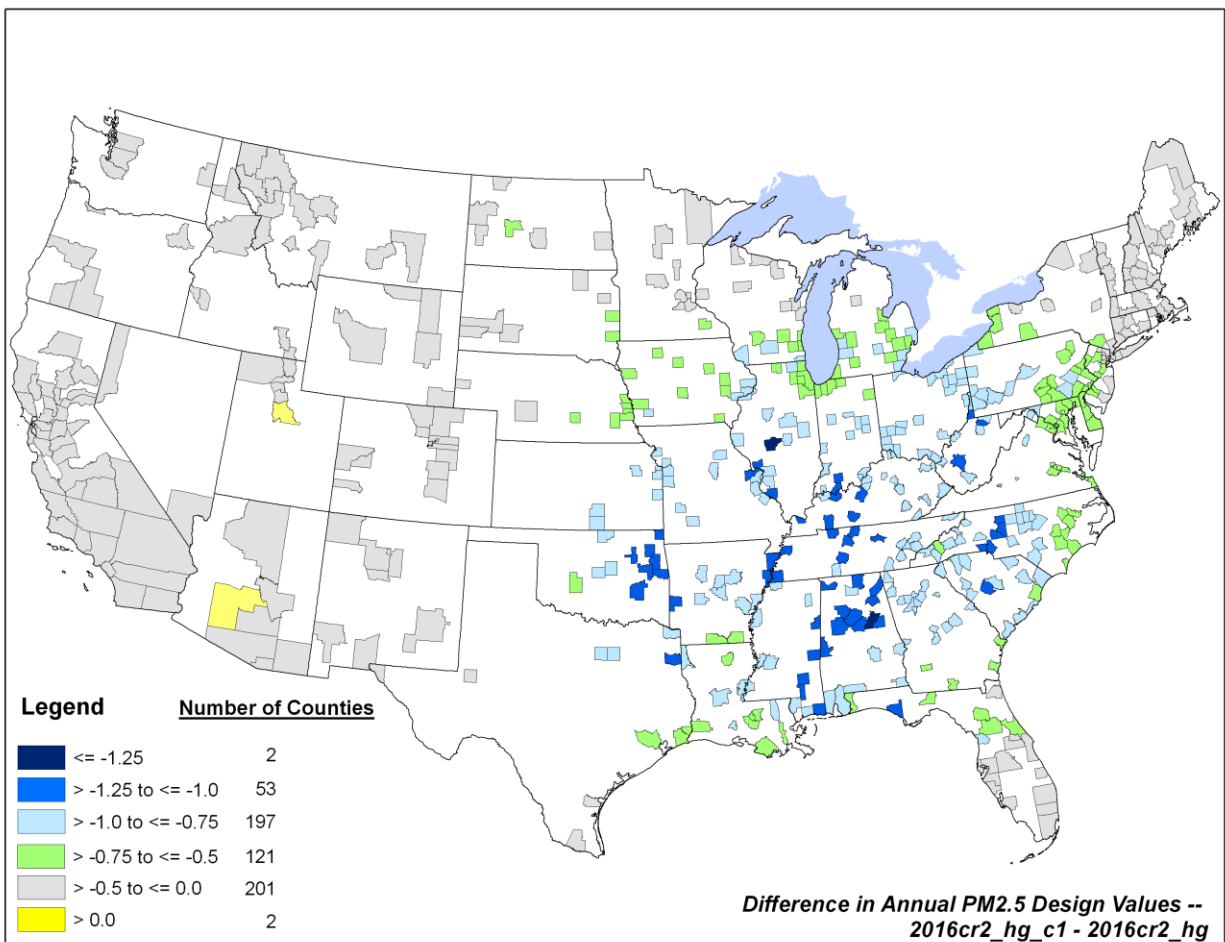 Legend
Number of Counties
<= -1.25 2
> -1.25 to <= -1.0 53
> -1.0 to <= -0.75 197
> -0.75 to <= -0.5 121
> -0.5 to <= 0.0 201
> 0.0 2
Difference in Annual PM2.5 Design Values --
2016cr2_hg_c1 - 2016cr2_hg